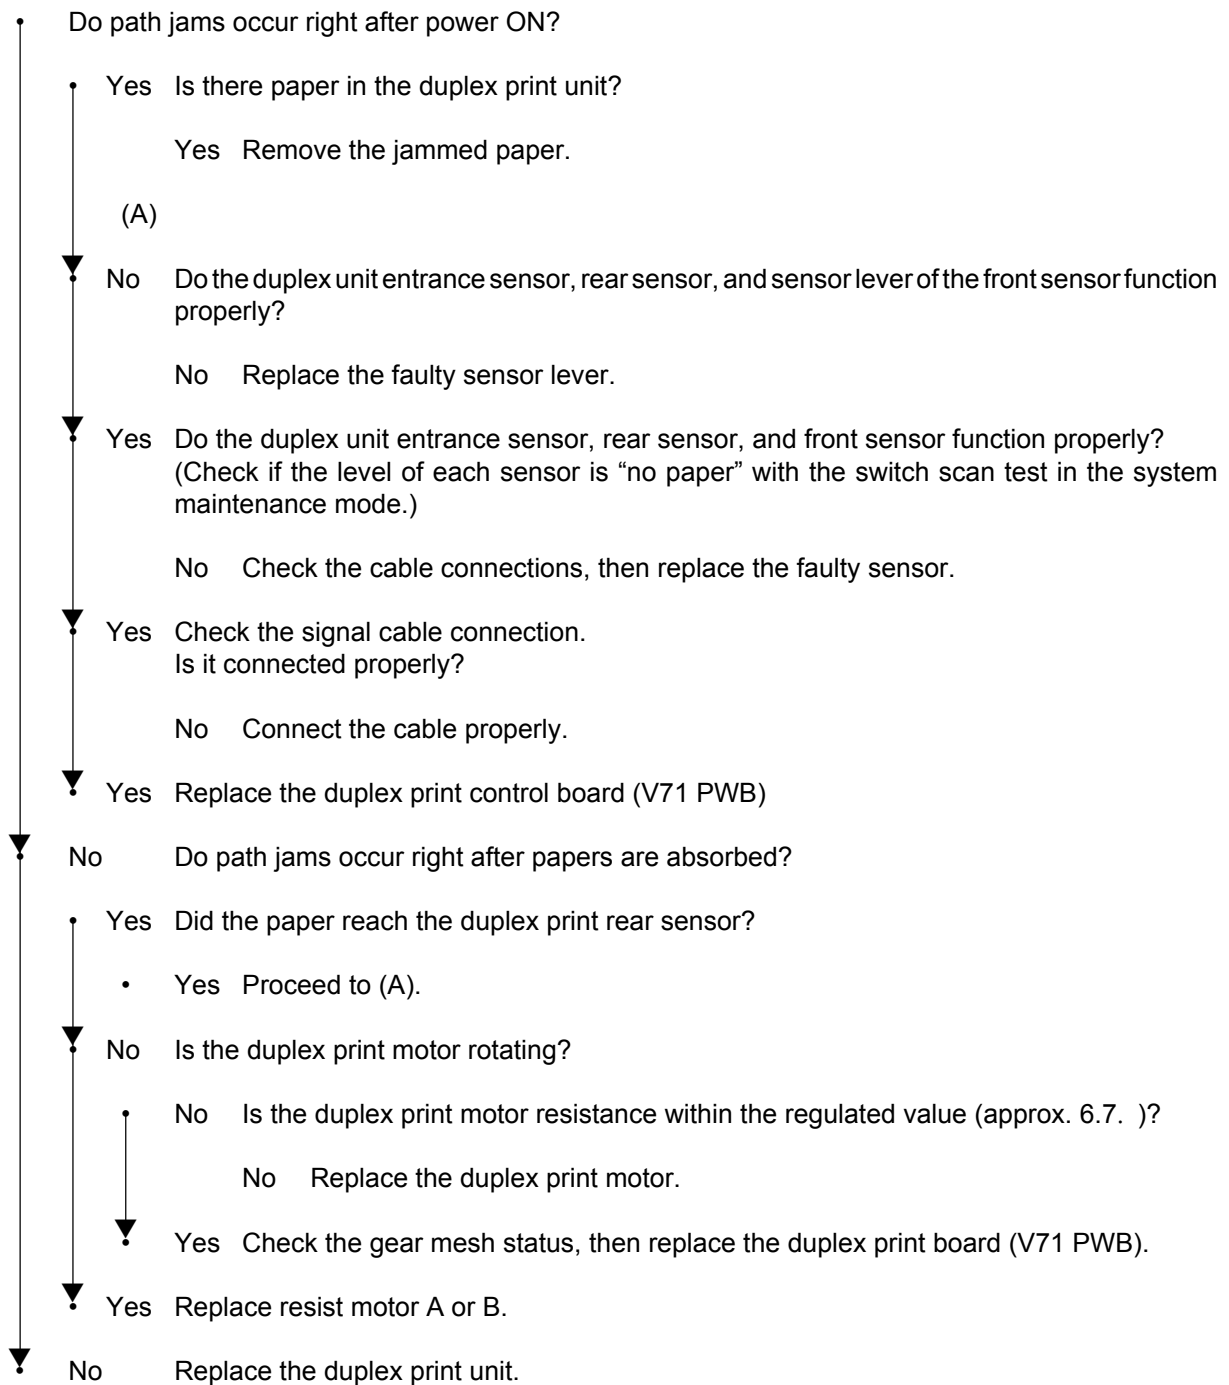 Do path jams occur right after power ON?
Yes Is there paper in the duplex print unit?
Yes Remove the jammed paper.
(A)
No Do the duplex unit entrance sensor, rear sensor, and sensor lever of the front sensor function
properly?
No Replace the faulty sensor lever.
Yes Do the duplex unit entrance sensor, rear sensor, and front sensor function properly?
(Check if the level of each sensor is “no paper” with the switch scan test in the system
maintenance mode.)
No Check the cable connections, then replace the faulty sensor.
Yes Check the signal cable connection.
Is it connected properly?
No Connect the cable properly.
Yes Replace the duplex print control board (V71 PWB)
No Do path jams occur right after papers are absorbed?
Yes Did the paper reach the duplex print rear sensor?
• Yes Proceed to (A).
No Is the duplex print motor rotating?
No Is the duplex print motor resistance within the regulated value (approx. 6.7. )?
No Replace the duplex print motor.
Yes Check the gear mesh status, then replace the duplex print board (V71 PWB).
Yes Replace resist motor A or B.
No Replace the duplex print unit.